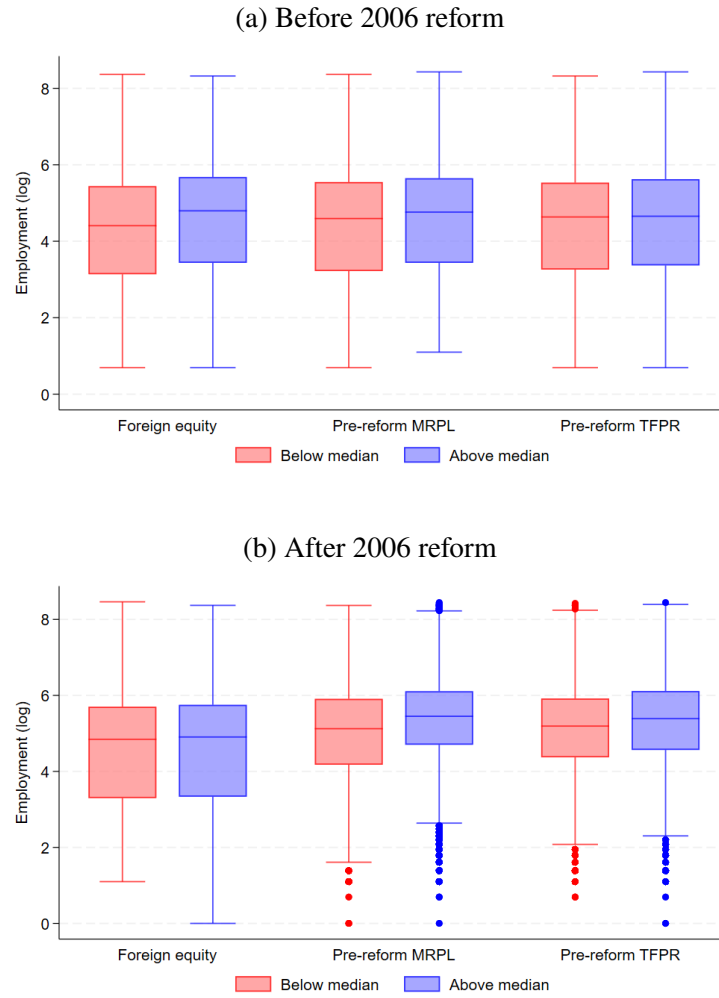 (a) Before 2006 reform
8
6
4
2
0
Employment (log)
Foreign equity Pre-reform MRPL Pre-reform TFPR
Below median Above median
(b) After 2006 reform
8
6
4
2
0
Employment (log)
Foreign equity Pre-reform MRPL Pre-reform TFPR
Below median Above median